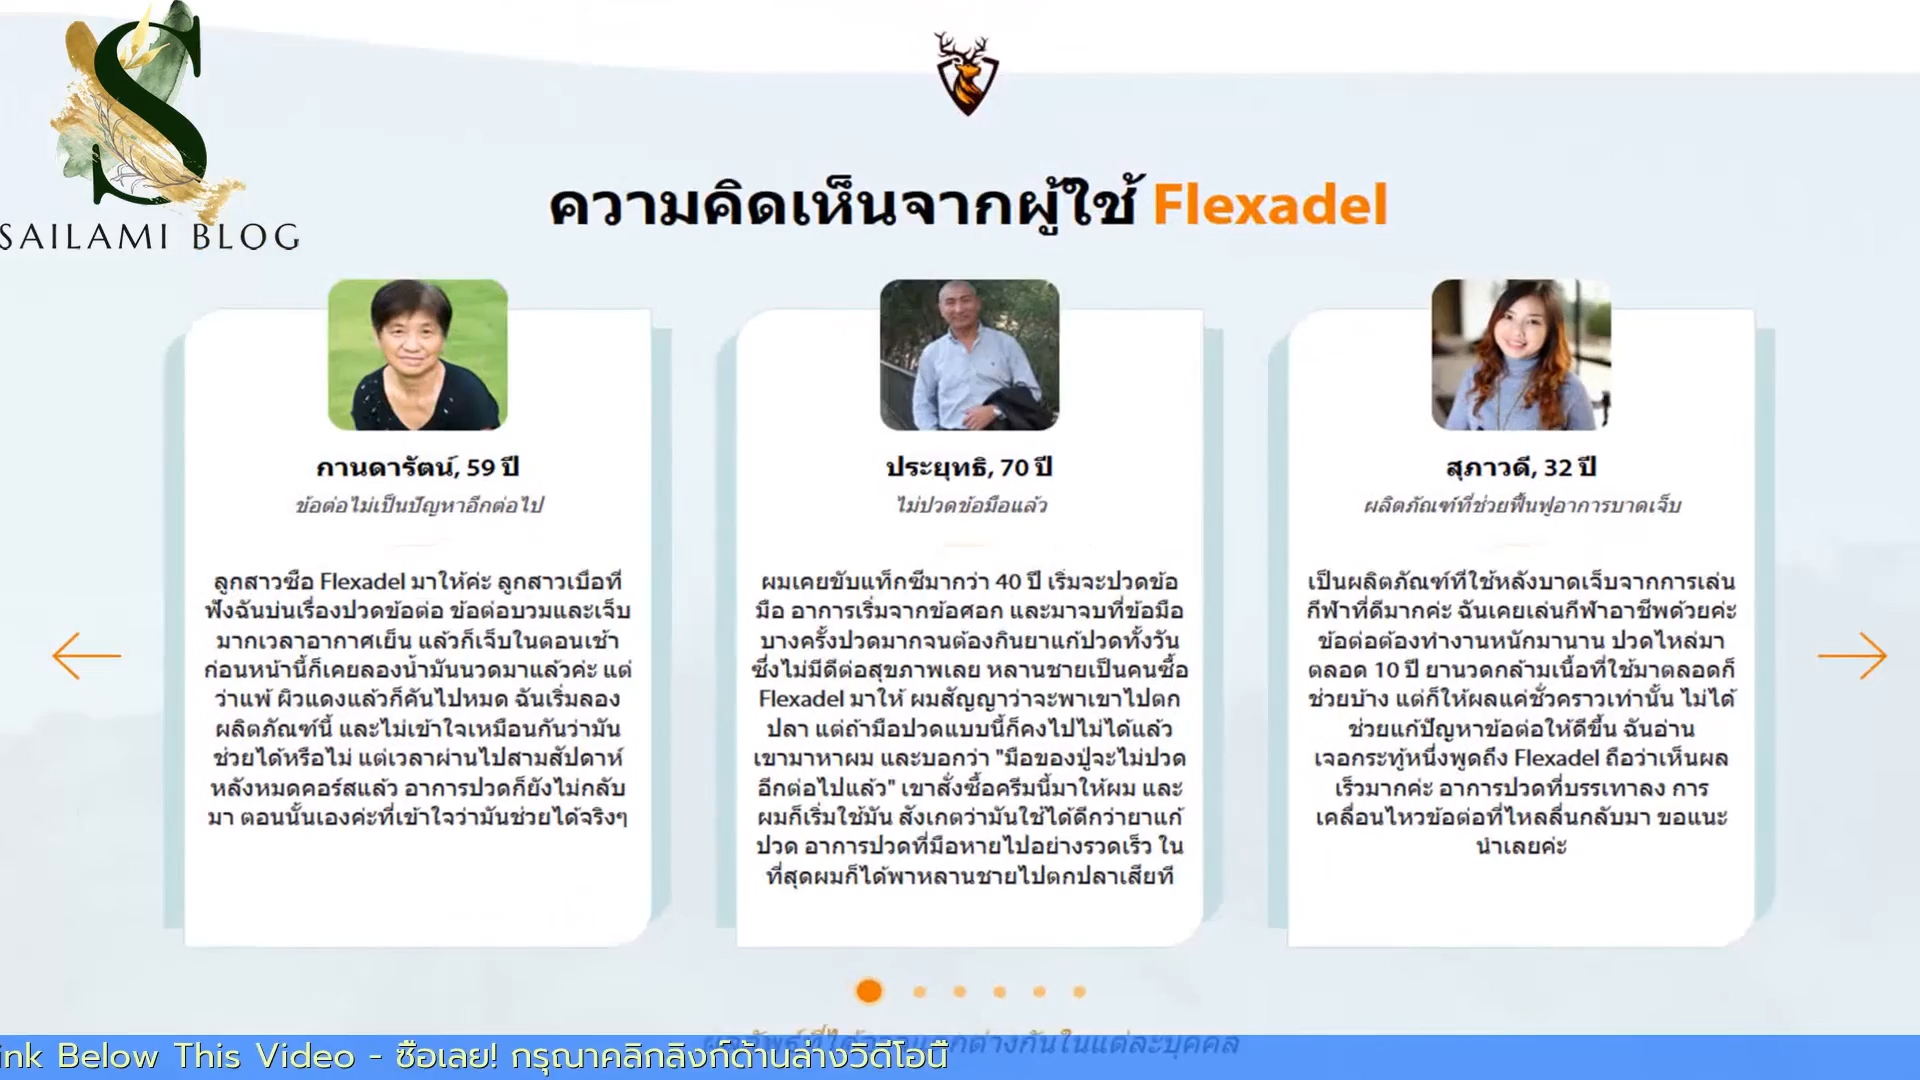 SAILAMI BLOG
ความคิดเห็นจากผู้ใช้ Flexadel
กานดารัตน์, 59 ปี
ข้อต่อไม่เป็นปัญหาอีกต่อไป
ลูกสาวซื้อ Flexadel มาให้ค่ะ ลูกสาวเบื่อที่
ฟังฉันบ่นเรื่องปวดข้อต่อ ข้อต่อบวมและเจ็บ
มากเวลาอากาศเย็น แล้วก็เจ็บในตอนเช้า
ก่อนหน้านี้ก็เคยลองน้ำมันนวดมาแล้วค่ะ แต่
ว่าแพ้ ผิวแดงแล้วก็คันไปหมด ฉันเริ่มลอง
ผลิตภัณฑ์นี้ และไม่เข้าใจเหมือนกันว่ามัน
ช่วยได้หรือไม่ แต่เวลาผ่านไปสามสัปดาห์
หลังหมดคอร์สแล้ว อาการปวดก็ยังไม่กลับ
มา ตอนนั้นเองค่ะที่เข้าใจว่ามันช่วยได้จริงๆ
ประยุทธิ, 70 ปี
ไม่ปวดข้อมือแล้ว
ผมเคยขับแท็กซี่มากว่า 40 ปี เริ่มจะปวดข้อ
มือ อาการเริ่มจากข้อศอก และมาจบที่ข้อมือ
บางครั้งปวดมากจนต้องกินยาแก้ปวดทั้งวัน
ซึ่งไม่มีดีต่อสุขภาพเลย หลานชายเป็นคนซื้อ
Flexadel มาให้ ผมสัญญาว่าจะพาเขาไปตก
ปลา แต่ถ้ามือปวดแบบนี้ก็คงไปไม่ได้แล้ว
เขามาหาผม และบอกว่า "มือของปู่จะไม่ปวด
อีกต่อไปแล้ว" เขาสั่งซื้อครีมนี้มาให้ผม และ
ผมก็เริ่มใช้มัน สังเกตว่ามันใช้ได้ดีกว่ายาแก้
ปวด อาการปวดที่มือหายไปอย่างรวดเร็ว ใน
ที่สุดผมก็ได้พาหลานชายไปตกปลาเสียที
สุภาวดี, 32 ปี
ผลิตภัณฑ์ที่ช่วยฟื้นฟูอาการบาดเจ็บ
เป็นผลิตภัณฑ์ที่ใช้หลังบาดเจ็บจากการเล่น
กีฬาที่ดีมากค่ะ ฉันเคยเล่นกีฬาอาชีพด้วยค่ะ
ข้อต่อต้องทำงานหนักมานาน ปวดไหล่มา
ตลอด 10 ปี ยานวดกล้ามเนื้อที่ใช้มาตลอดก็
ช่วยบ้าง แต่ก็ให้ผลแค่ชั่วคราวเท่านั้น ไม่ได้
ช่วยแก้ปัญหาข้อต่อให้ดีขึ้น ฉันอ่าน
เจอกระทู้หนึ่งพูดถึง Flexadel ถือว่าเห็นผล
เร็วมากค่ะ อาการปวดที่บรรเทาลง การ
เคลื่อนไหวข้อต่อที่ไหลลื่นกลับมา ขอแนะ
นำเลยค่ะ
ink Below This Video - ซื้อเลย! กรุณาคลิกลิงก์ด้านล่างวิดีโอนี้